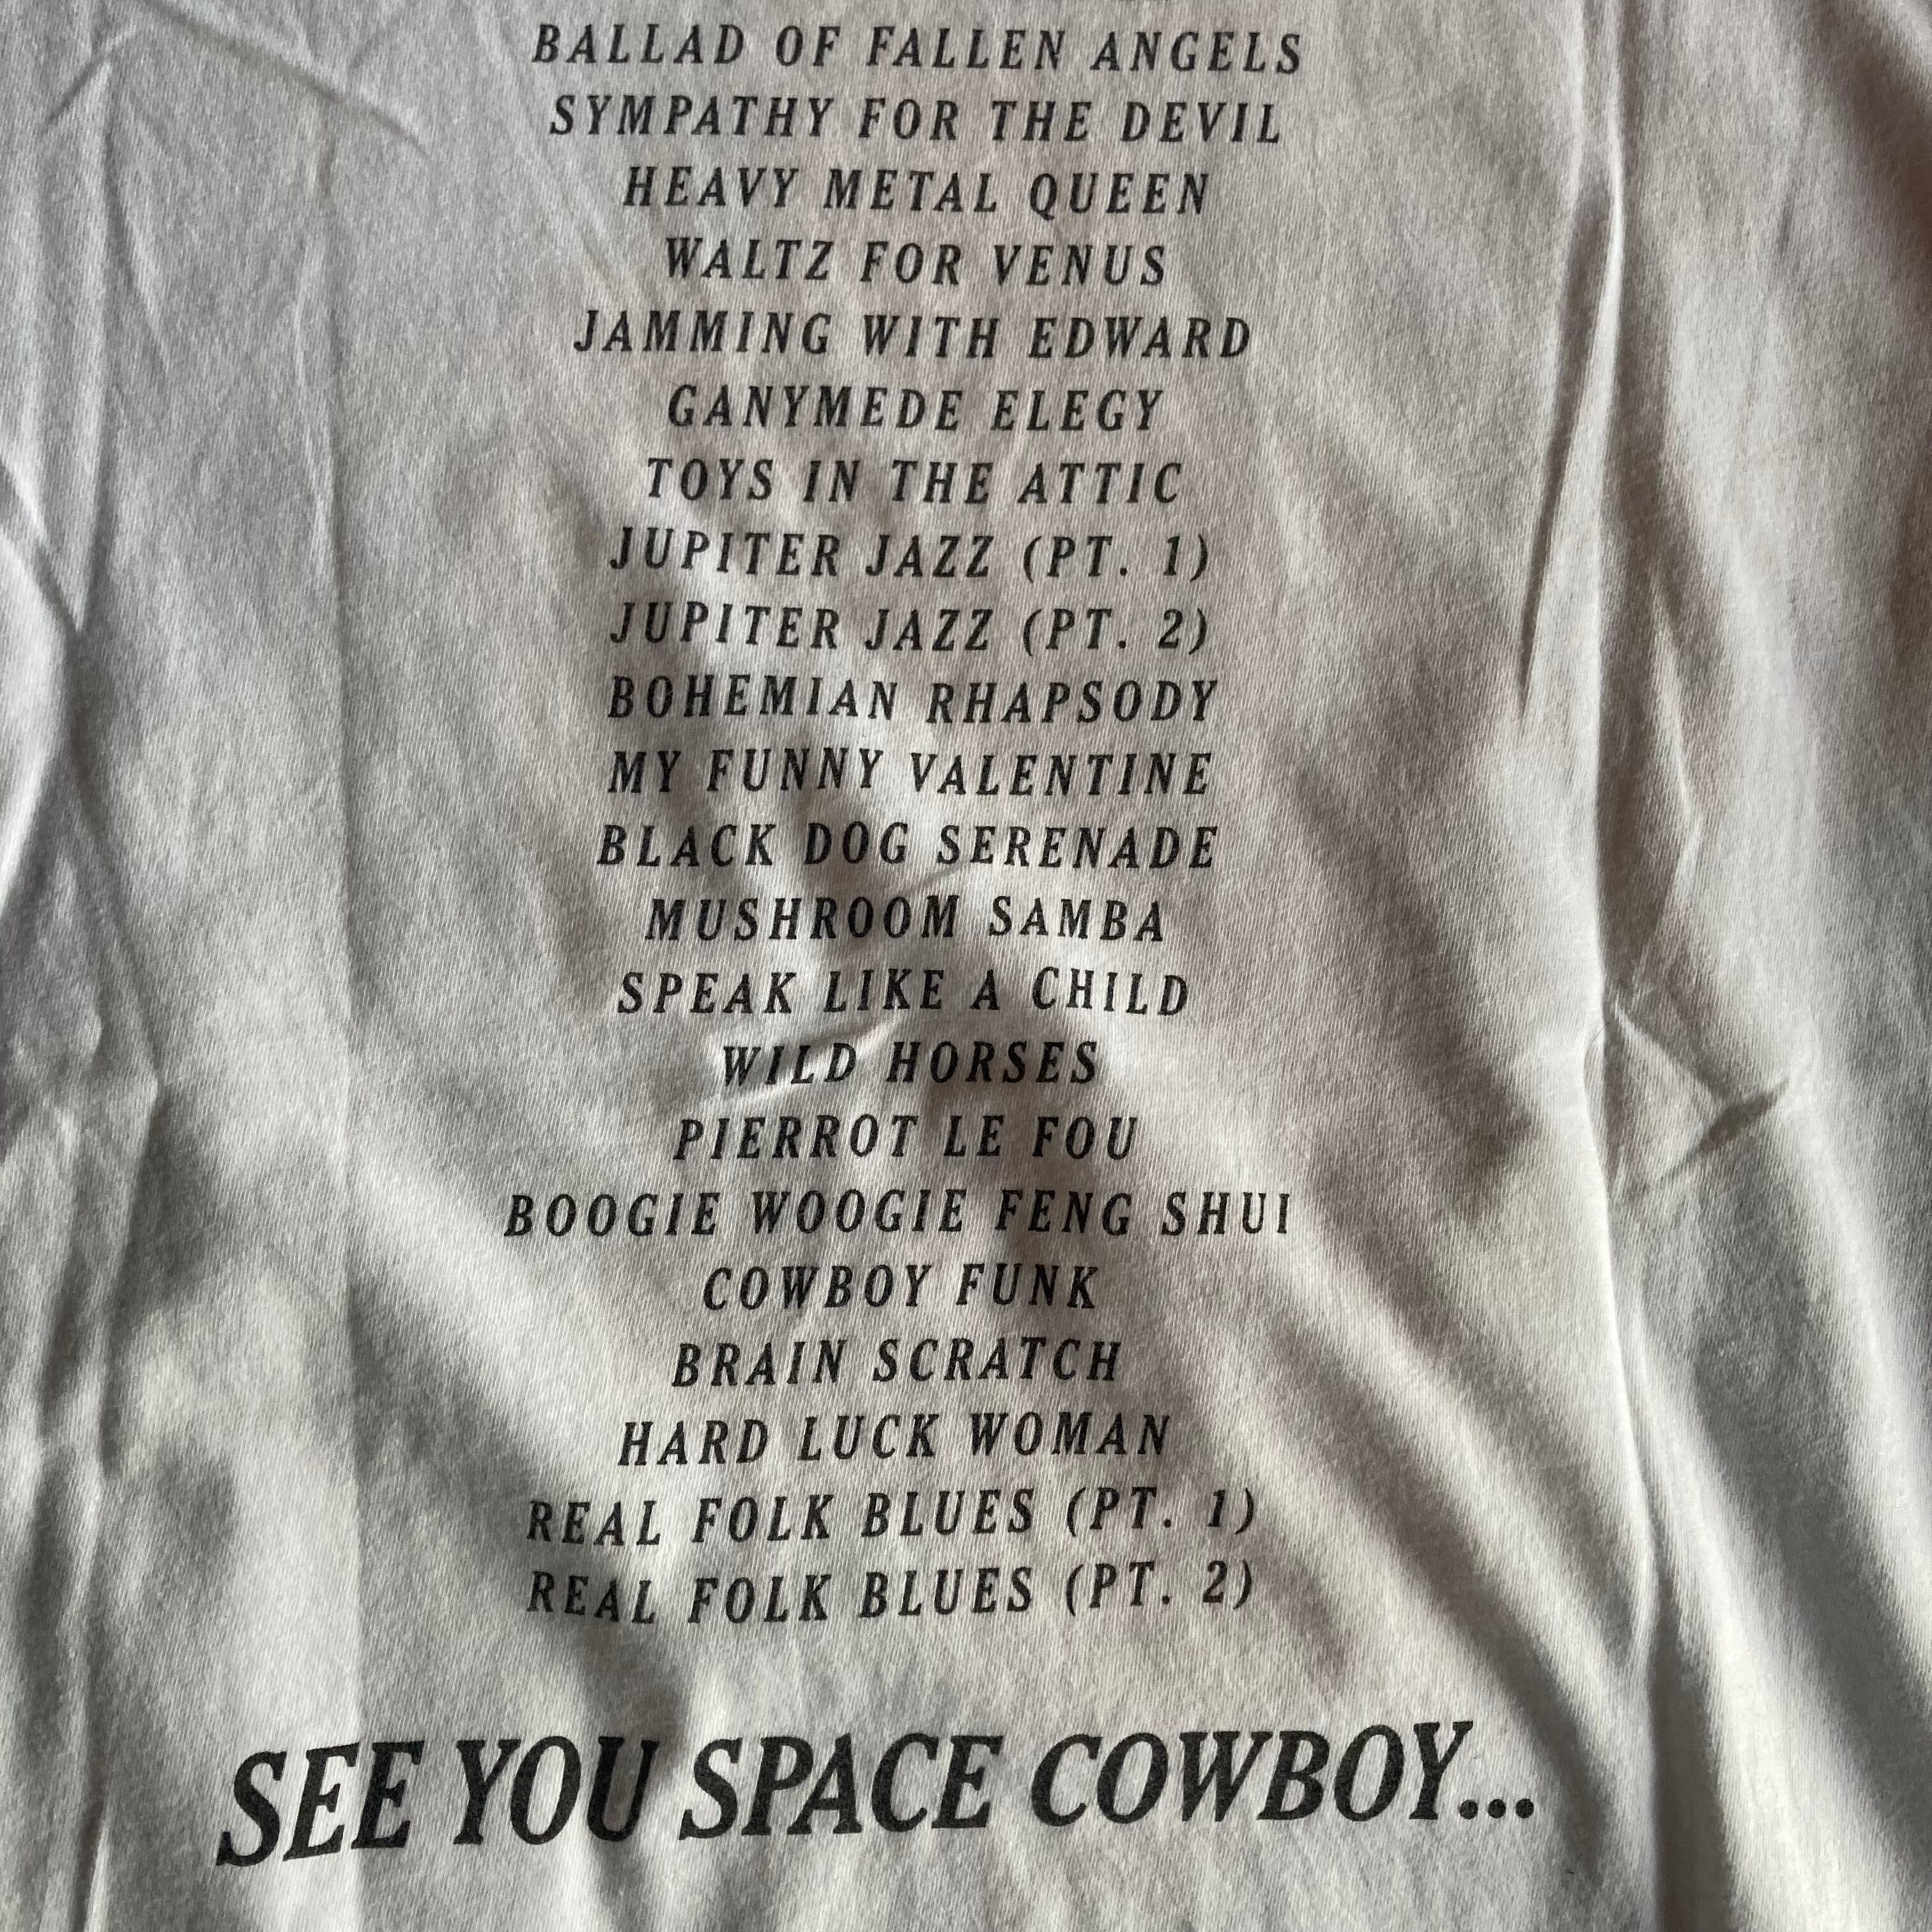 BALLAD OF FALLEN ANGELS
SYMPATHY FOR THE DEVIL
HEAVY METAL QUEEN
WALTZ FOR VENUS
JAMMING WITH EDWARD
GANYMEDE ELEGY
TOYS IN THE ATTIC
JUPITER JAZZ (PT. 1)
JUPITER JAZZ (PT. 2)
BOHEMIAN RHAPSODY
MY FUNNY VALENTINE
BLACK DOG SERENADE
MUSHROOM SAMBA
SPEAK LIKE A CHILD
WILD HORSES
PIERROT LE FOU
BOOGIE WOOGIE FENG SHUI
COWBOY FUNK
BRAIN SCRATCH
HARD LUCK WOMAN
REAL FOLK BLUES (PT. 1)
REAL FOLK BLUES (PT. 2)
SEE YOU SPACE COWBOY...